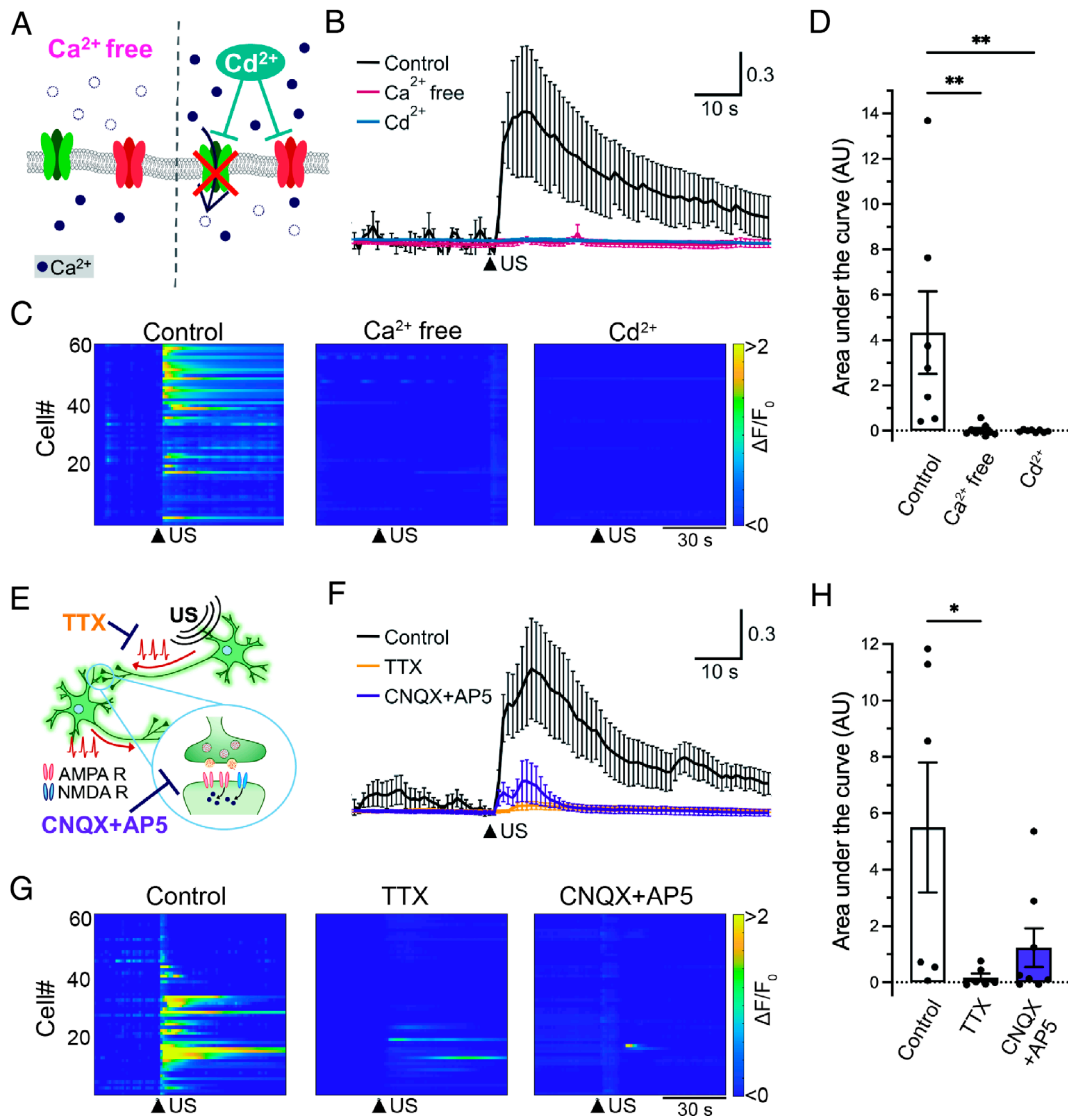 A
Ca²⁺ free
Cd²⁺
Ca²⁺
B
Control
Ca²⁺ free
Cd²⁺
0.3
10 s
▲US
C
Control
Ca²⁺ free
Cd²⁺
Cell#
60
40
20
▲US
▲US
▲US
30 s
>2
ΔF/F₀
<0
D
**
**
Area under the curve (AU)
14
12
10
8
6
4
2
0
Control
Ca²⁺ free
Cd²⁺
E
TTX
US
AMPA R
NMDA R
CNQX+AP5
F
Control
TTX
CNQX+AP5
0.3
10 s
▲US
G
Control
TTX
CNQX+AP5
Cell#
60
40
20
▲US
▲US
▲US
30 s
>2
ΔF/F₀
<0
H
*
Area under the curve (AU)
12
10
8
6
4
2
0
Control
TTX
CNQX
+AP5